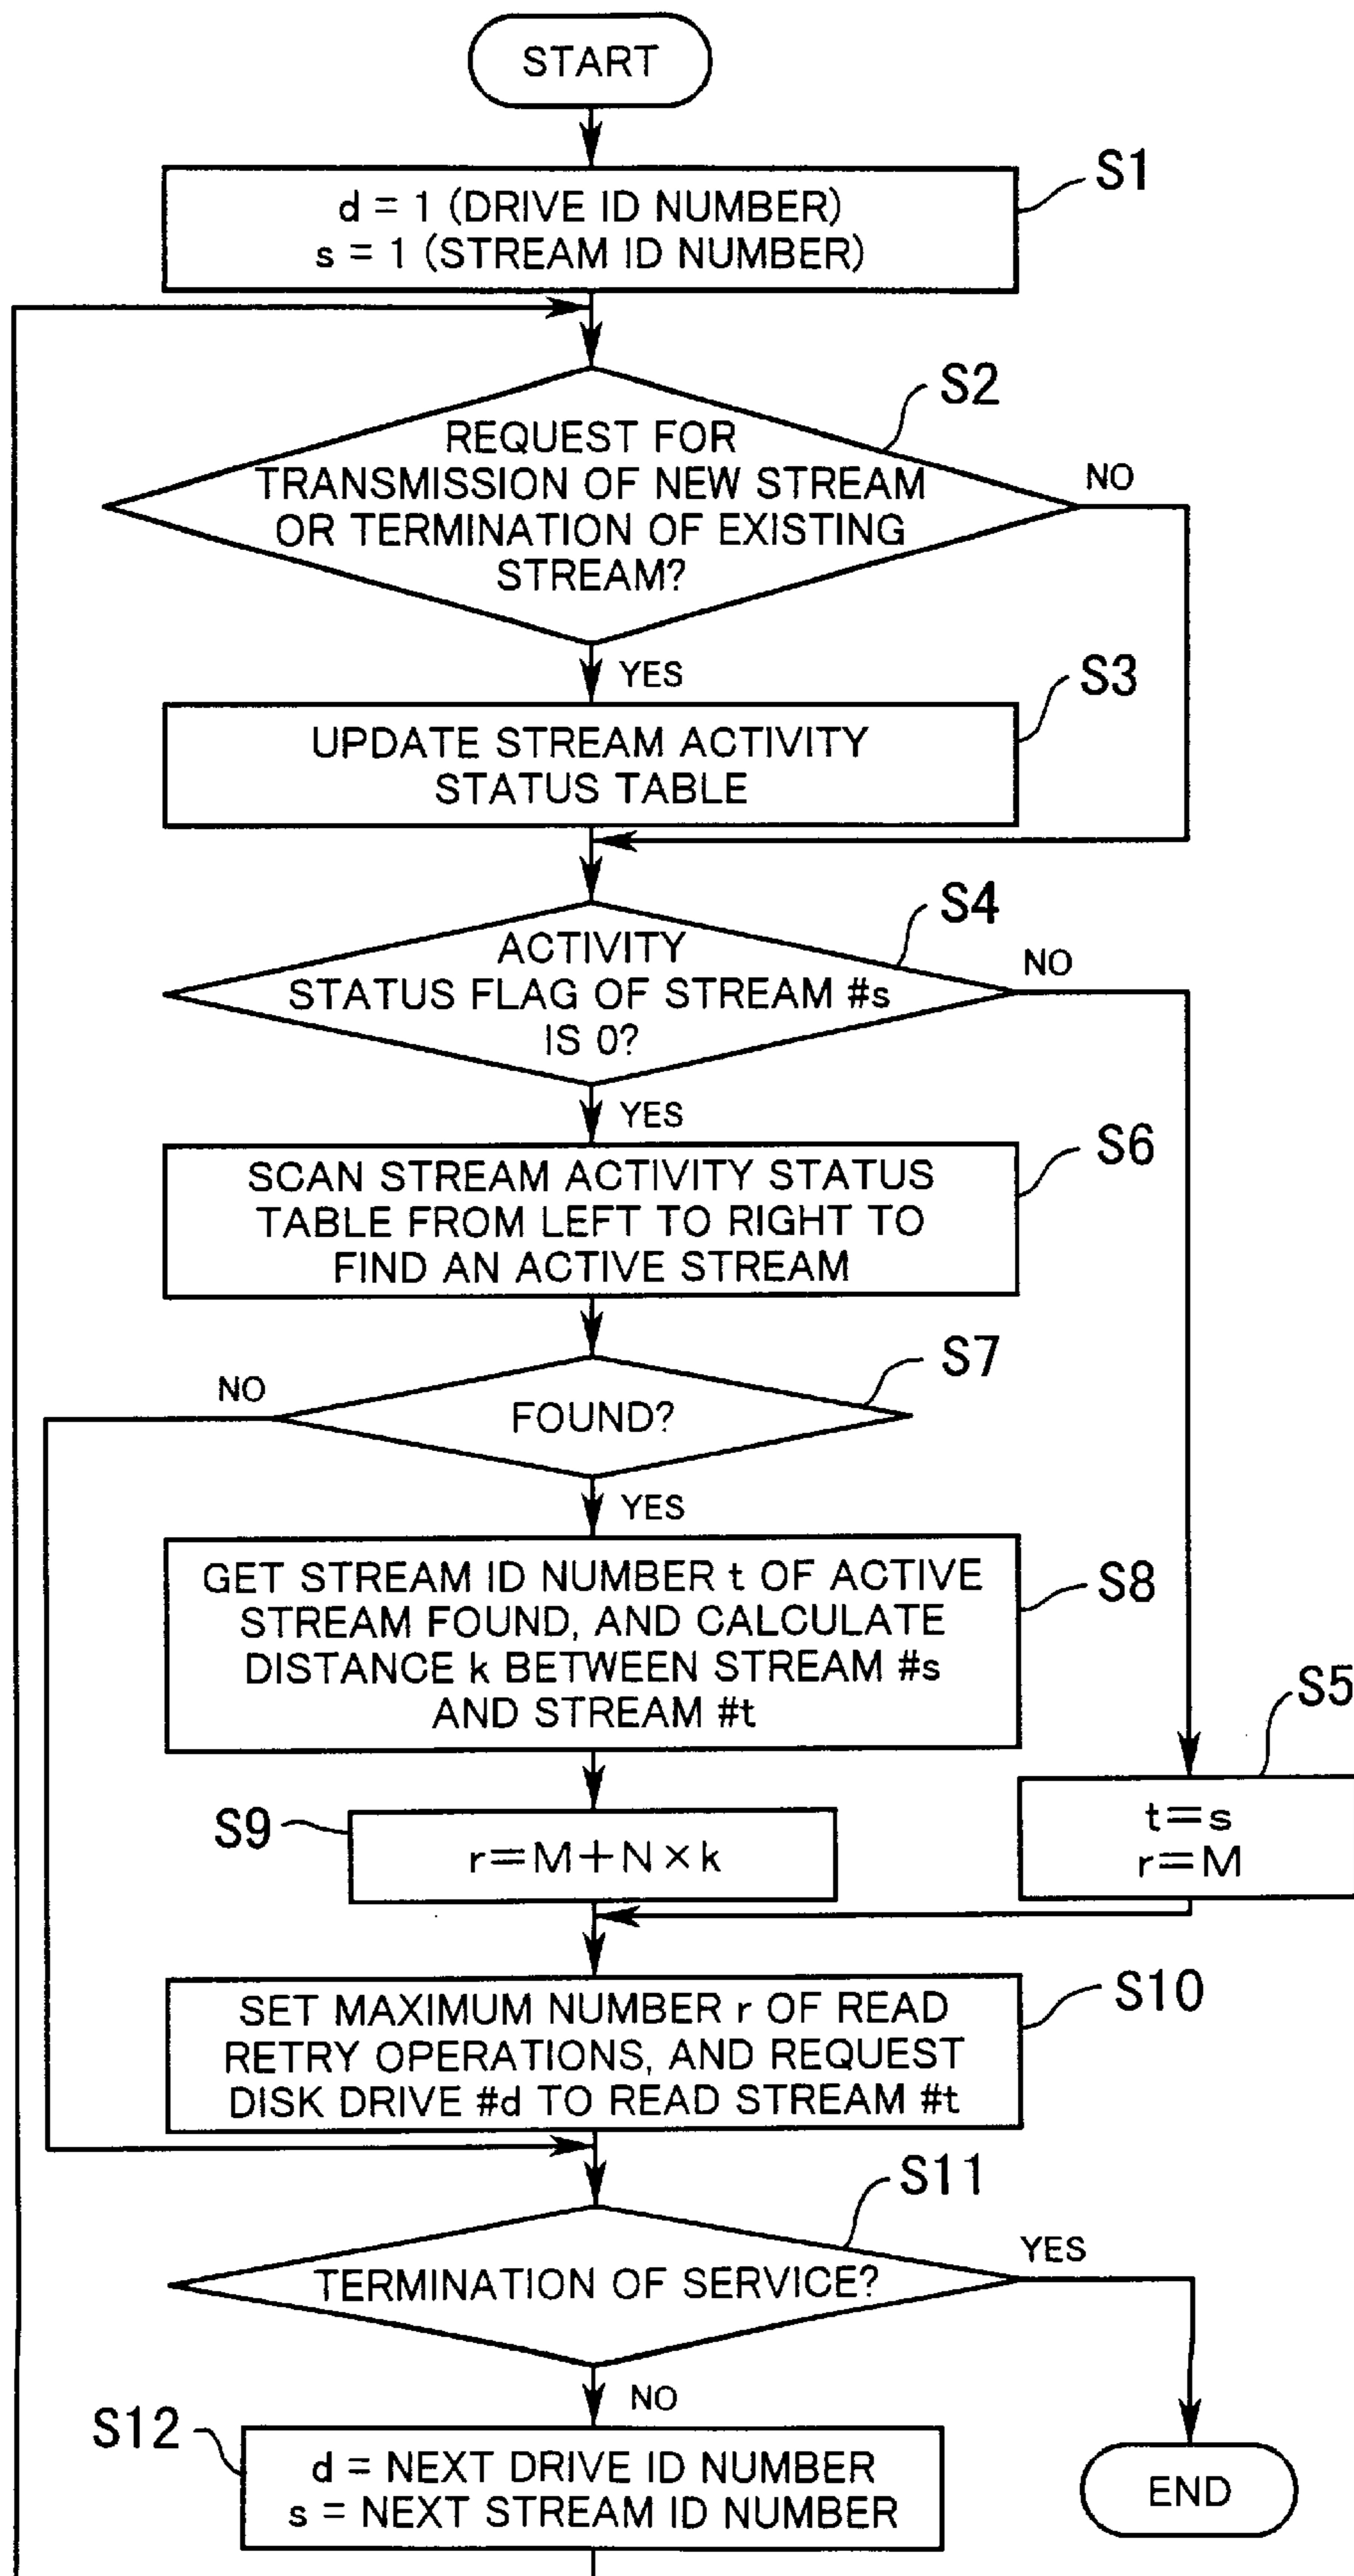 START
S1
d = 1 (DRIVE ID NUMBER)
s = 1 (STREAM ID NUMBER)
S2
REQUEST FOR
TRANSMISSION OF NEW STREAM
OR TERMINATION OF EXISTING
STREAM?
NO
YES
S3
UPDATE STREAM ACTIVITY
STATUS TABLE
S4
ACTIVITY
STATUS FLAG OF STREAM #s
IS 0?
NO
YES
S6
SCAN STREAM ACTIVITY STATUS
TABLE FROM LEFT TO RIGHT TO
FIND AN ACTIVE STREAM
S7
NO
FOUND?
YES
S8
GET STREAM ID NUMBER t OF ACTIVE
STREAM FOUND, AND CALCULATE
DISTANCE k BETWEEN STREAM #s
AND STREAM #t
S5
t=s
r=M
S9
r=M+N×k
S10
SET MAXIMUM NUMBER r OF READ
RETRY OPERATIONS, AND REQUEST
DISK DRIVE #d TO READ STREAM #t
S11
YES
TERMINATION OF SERVICE?
NO
S12
d = NEXT DRIVE ID NUMBER
s = NEXT STREAM ID NUMBER
END